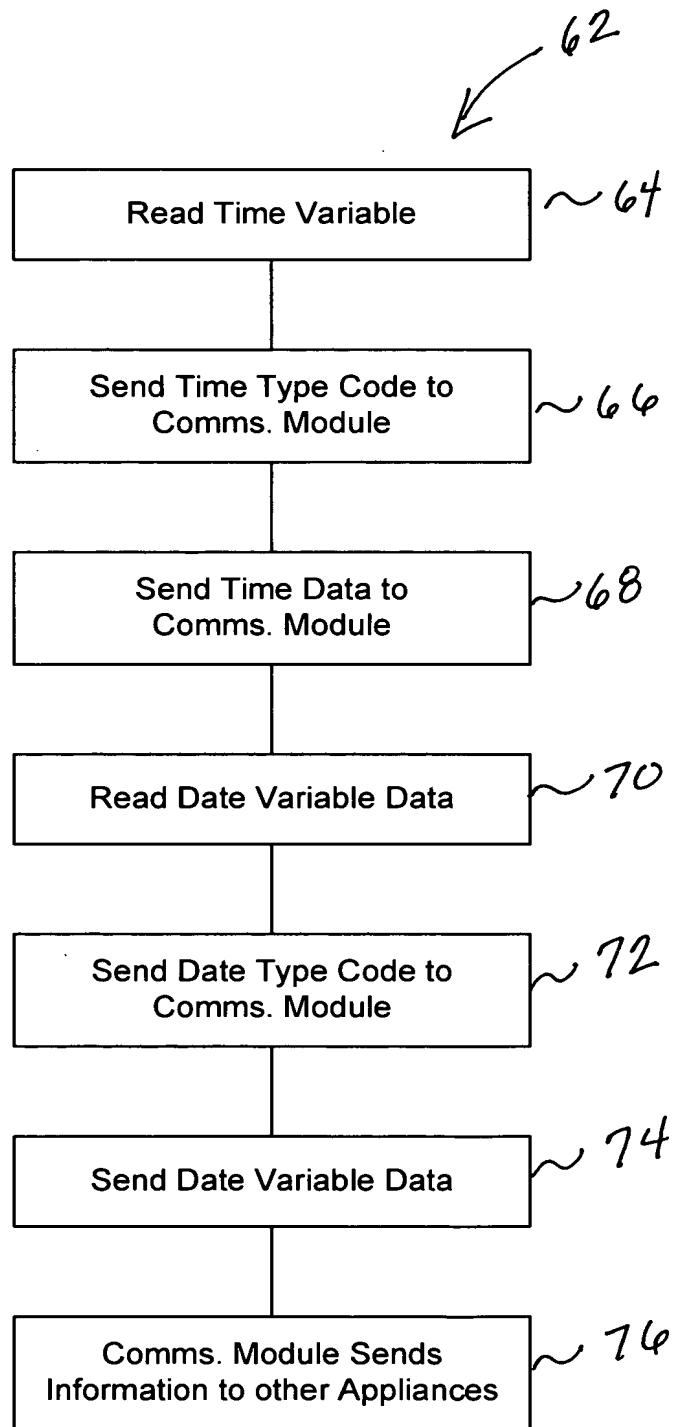 62
Read Time Variable
64
Send Time Type Code to
Comms. Module
66
Send Time Data to
Comms. Module
68
Read Date Variable Data
70
Send Date Type Code to
Comms. Module
72
Send Date Variable Data
74
Comms. Module Sends
Information to other Appliances
76